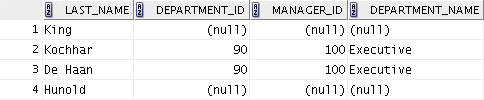 LAST_NAME DEPARTMENT_ID MANAGER_ID DEPARTMENT_NAME
1 King (null) (null) (null)
2 Kochhar 90 100 Executive
3 De Haan 90 100 Executive
4 Hunold (null) (null) (null)